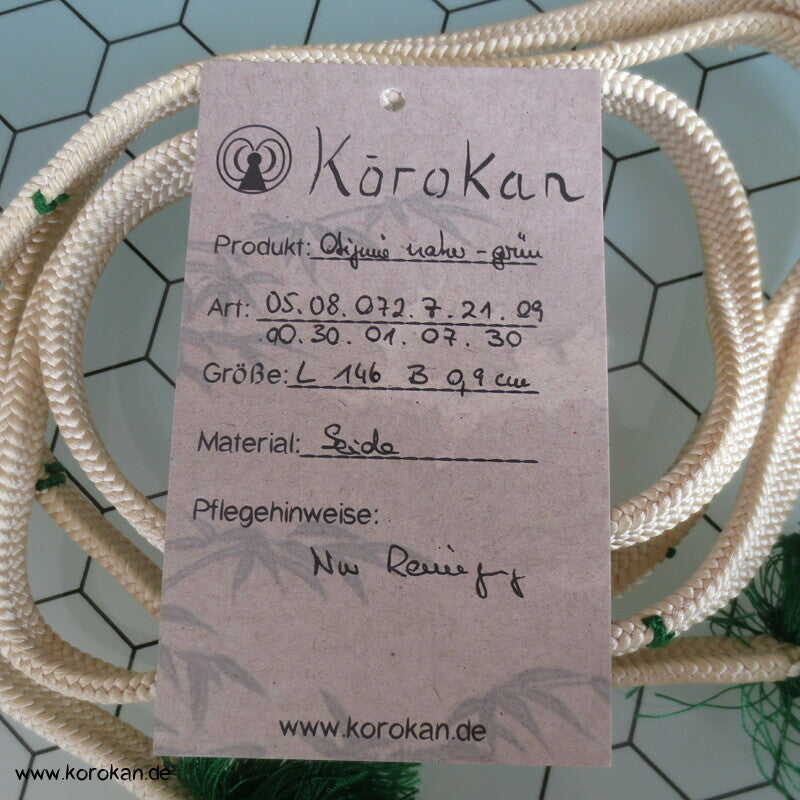 Kōrokan
Produkt: Obijime natur - grün
Art: 05.08.072.7.21.09
90.30.01.07.30
Größe: L 146 B 0,9 cm
Material: Seide
Pflegehinweise:
Nur Reinigung
www.korokan.de
www.korokan.de